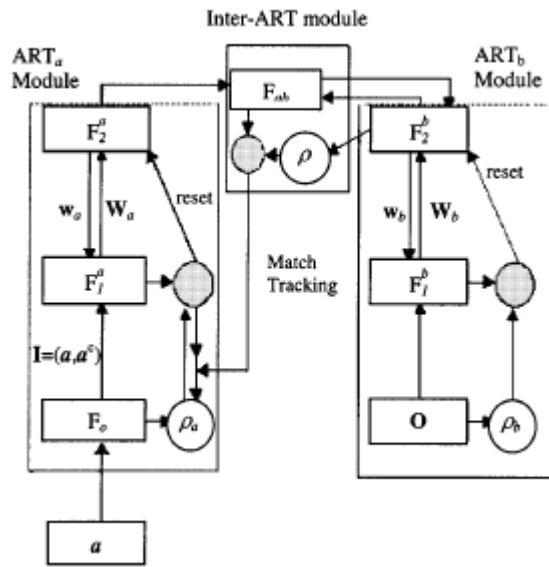 Inter-ART module
ARTa
Module
ARTb
Module
Fab
F2a
F2b
ρ
reset
reset
wa
Wa
wb
Wb
Match
Tracking
F1a
F1b
I=(a,ac)
Fo
ρa
O
ρb
a